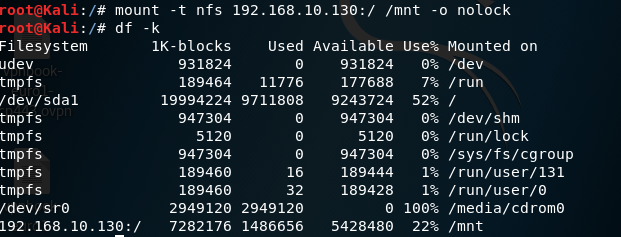 root@Kali:/# mount -t nfs 192.168.10.130:/ /mnt -o nolock
root@Kali:/# df -k
Filesystem 1K-blocks Used Available Use% Mounted on
udev 931824 0 931824 0% /dev
tmpfs 189464 11776 177688 7% /run
/dev/sda1 19994224 9711808 9243724 52% /
tmpfs 947304 0 947304 0% /dev/shm
tmpfs 5120 0 5120 0% /run/lock
tmpfs 947304 0 947304 0% /sys/fs/cgroup
tmpfs 189460 16 189444 1% /run/user/131
tmpfs 189460 32 189428 1% /run/user/0
/dev/sr0 2949120 2949120 0 100% /media/cdrom0
192.168.10.130:/ 7282176 1486656 5428480 22% /mnt